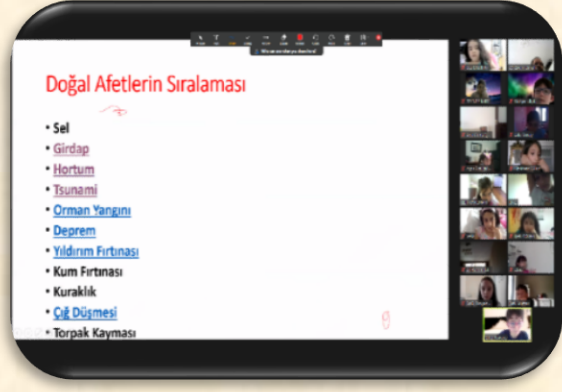 Doğal Afetlerin Sıralaması
• Sel
• Girdap
• Hortum
• Tsunami
• Orman Yangını
• Deprem
• Yıldırım Fırtınası
• Kum Fırtınası
• Kuraklık
• Çığ Düşmesi
• Torpak Kayması